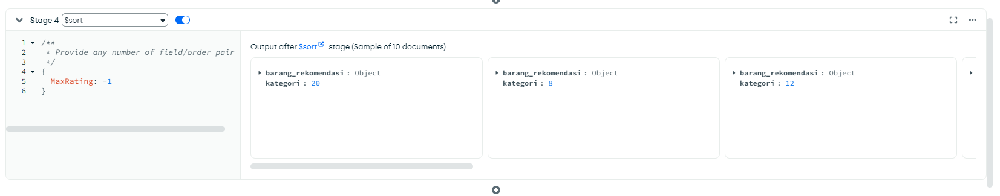 Stage 4 $sort
1 /**
2 * Provide any number of field/order pair
3 */
4 {
5 MaxRating: -1
6 }
Output after $sort stage (Sample of 10 documents)
barang_rekomendasi : Object
kategori : 20
barang_rekomendasi : Object
kategori : 8
barang_rekomendasi : Object
kategori : 12